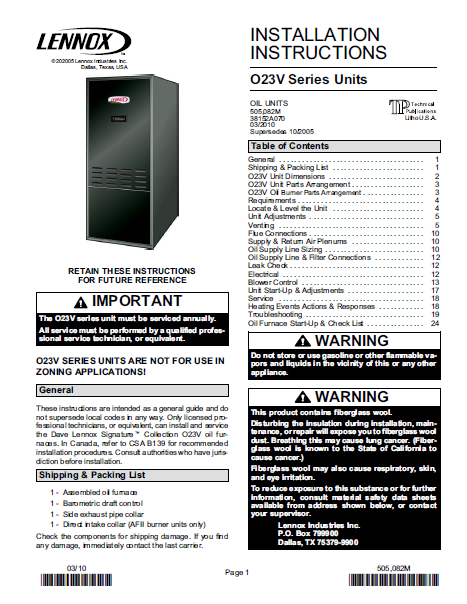 LENNOX
©202005 Lennox Industries Inc.
Dallas, Texas, USA
RETAIN THESE INSTRUCTIONS
FOR FUTURE REFERENCE
IMPORTANT
The O23V series unit must be serviced annually.
All service must be performed by a qualified profes-
sional service technician, or equivalent.
O23V SERIES UNITS ARE NOT FOR USE IN
ZONING APPLICATIONS!
General
These instructions are intended as a general guide and do
not supersede local codes in any way. Only licensed pro-
fessional technicians, or equivalent, can install and service
the Dave Lennox Signature™ Collection O23V oil fur-
naces. In Canada, refer to CSA B139 for recommended
installation procedures. Consult authorities who have juris-
diction before installation.
Shipping & Packing List
1 - Assembled oil furnace
1 - Barometric draft control
1 - Side exhaust pipe collar
1 - Direct intake collar (AFII burner units only)
Check the components for shipping damage. If you find
any damage, immediately contact the last carrier.
INSTALLATION
INSTRUCTIONS
O23V Series Units
OIL UNITS
505,082M
38152A070
03/2010
Supersedes 10/2005
TP Technical
Publications
Litho U.S.A.
Table of Contents
General 1
Shipping & Packing List 1
O23V Unit Dimensions 2
O23V Unit Parts Arrangement 3
O23V Oil Burner Parts Arrangement 3
Requirements 4
Locate & Level the Unit 4
Unit Adjustments 5
Venting 5
Flue Connections 10
Supply & Return Air Plenums 10
Oil Supply Line Sizing 10
Oil Supply Line & Filter Connections 12
Leak Check 12
Electrical 12
Blower Control 13
Unit Start-Up & Adjustments 17
Service 18
Heating Events Actions & Responses 18
Troubleshooting 19
Oil Furnace Start-Up & Check List 24
WARNING
Do not store or use gasoline or other flammable va-
pors and liquids in the vicinity of this or any other
appliance.
WARNING
This product contains fiberglass wool.
Disturbing the insulation during installation, main-
tenance, or repair will expose you to fiberglass wool
dust. Breathing this may cause lung cancer. (Fiber-
glass wool is known to the State of California to
cause cancer.)
Fiberglass wool may also cause respiratory, skin,
and eye irritation.
To reduce exposure to this substance or for further
information, consult material safety data sheets
available from address shown below, or contact
your supervisor.
Lennox Industries Inc.
P.O. Box 799900
Dallas, TX 75379-9900
03/10
Page 1
505,082M